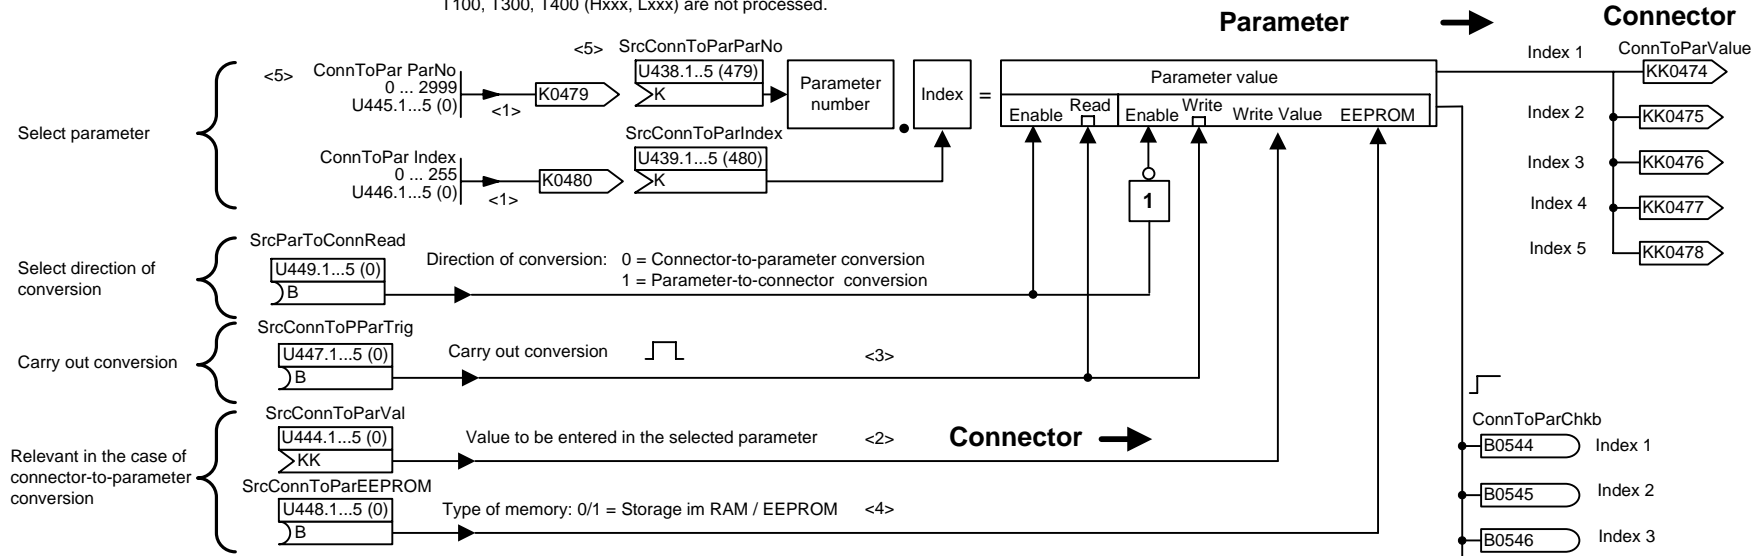 T100, T300, T400 (Hxxx, Lxxx) are not processed.
Parameter
Connector
<5>
ConnToPar ParNo
0 ... 2999
U445.1...5 (0)
<1>
K0479
<5>
SrcConnToParParNo
U438.1..5 (479)
K
Parameter
number
.
Index
=
Parameter value
Enable
Read
Enable
Write
Write Value
EEPROM
Index 1
ConnToParValue
KK0474
Index 2
KK0475
Index 3
KK0476
Index 4
KK0477
Index 5
KK0478
Select parameter
ConnToPar Index
0 ... 255
U446.1...5 (0)
<1>
K0480
SrcConnToParIndex
U439.1...5 (480)
K
1
Select direction of
conversion
SrcParToConnRead
U449.1...5 (0)
B
Direction of conversion: 0 = Connector-to-parameter conversion
1 = Parameter-to-connector conversion
Carry out conversion
SrcConnToPParTrig
U447.1...5 (0)
B
Carry out conversion
<3>
Relevant in the case of
connector-to-parameter
conversion
SrcConnToParVal
U444.1...5 (0)
KK
Value to be entered in the selected parameter
<2>
Connector
SrcConnToParEEPROM
U448.1...5 (0)
B
Type of memory: 0/1 = Storage im RAM / EEPROM
<4>
ConnToParChkb
B0544
Index 1
B0545
Index 2
B0546
Index 3